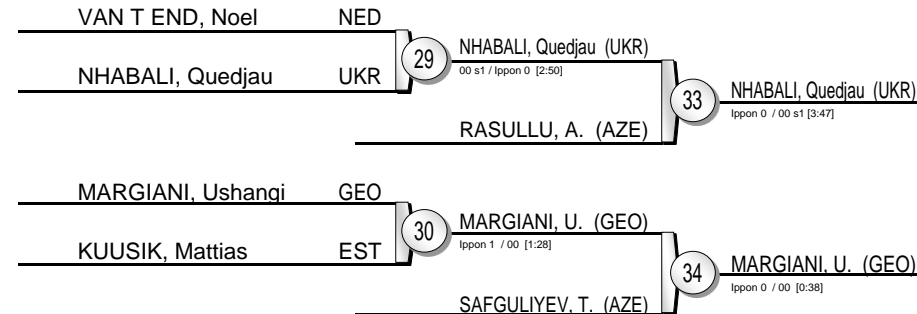 VAN T END, Noel NED
29
NHABALI, Quedjau (UKR)
00 s1 / Ippon 0 [2:50]
NHABALI, Quedjau UKR
33
NHABALI, Quedjau (UKR)
Ippon 0 / 00 s1 [3:47]
RASULLU, A. (AZE)
MARGIANI, Ushangi GEO
30
MARGIANI, U. (GEO)
Ippon 1 / 00 [1:28]
KUUSIK, Mattias EST
34
MARGIANI, U. (GEO)
Ippon 0 / 00 [0:38]
SAFGULIYEV, T. (AZE)